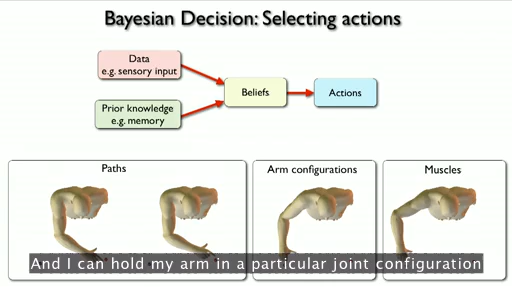 Bayesian Decision: Selecting actions
Data
e.g. sensory input
Prior knowledge
e.g. memory
Beliefs
Actions
Paths
Arm configurations
Muscles
And I can hold my arm in a particular joint configuration